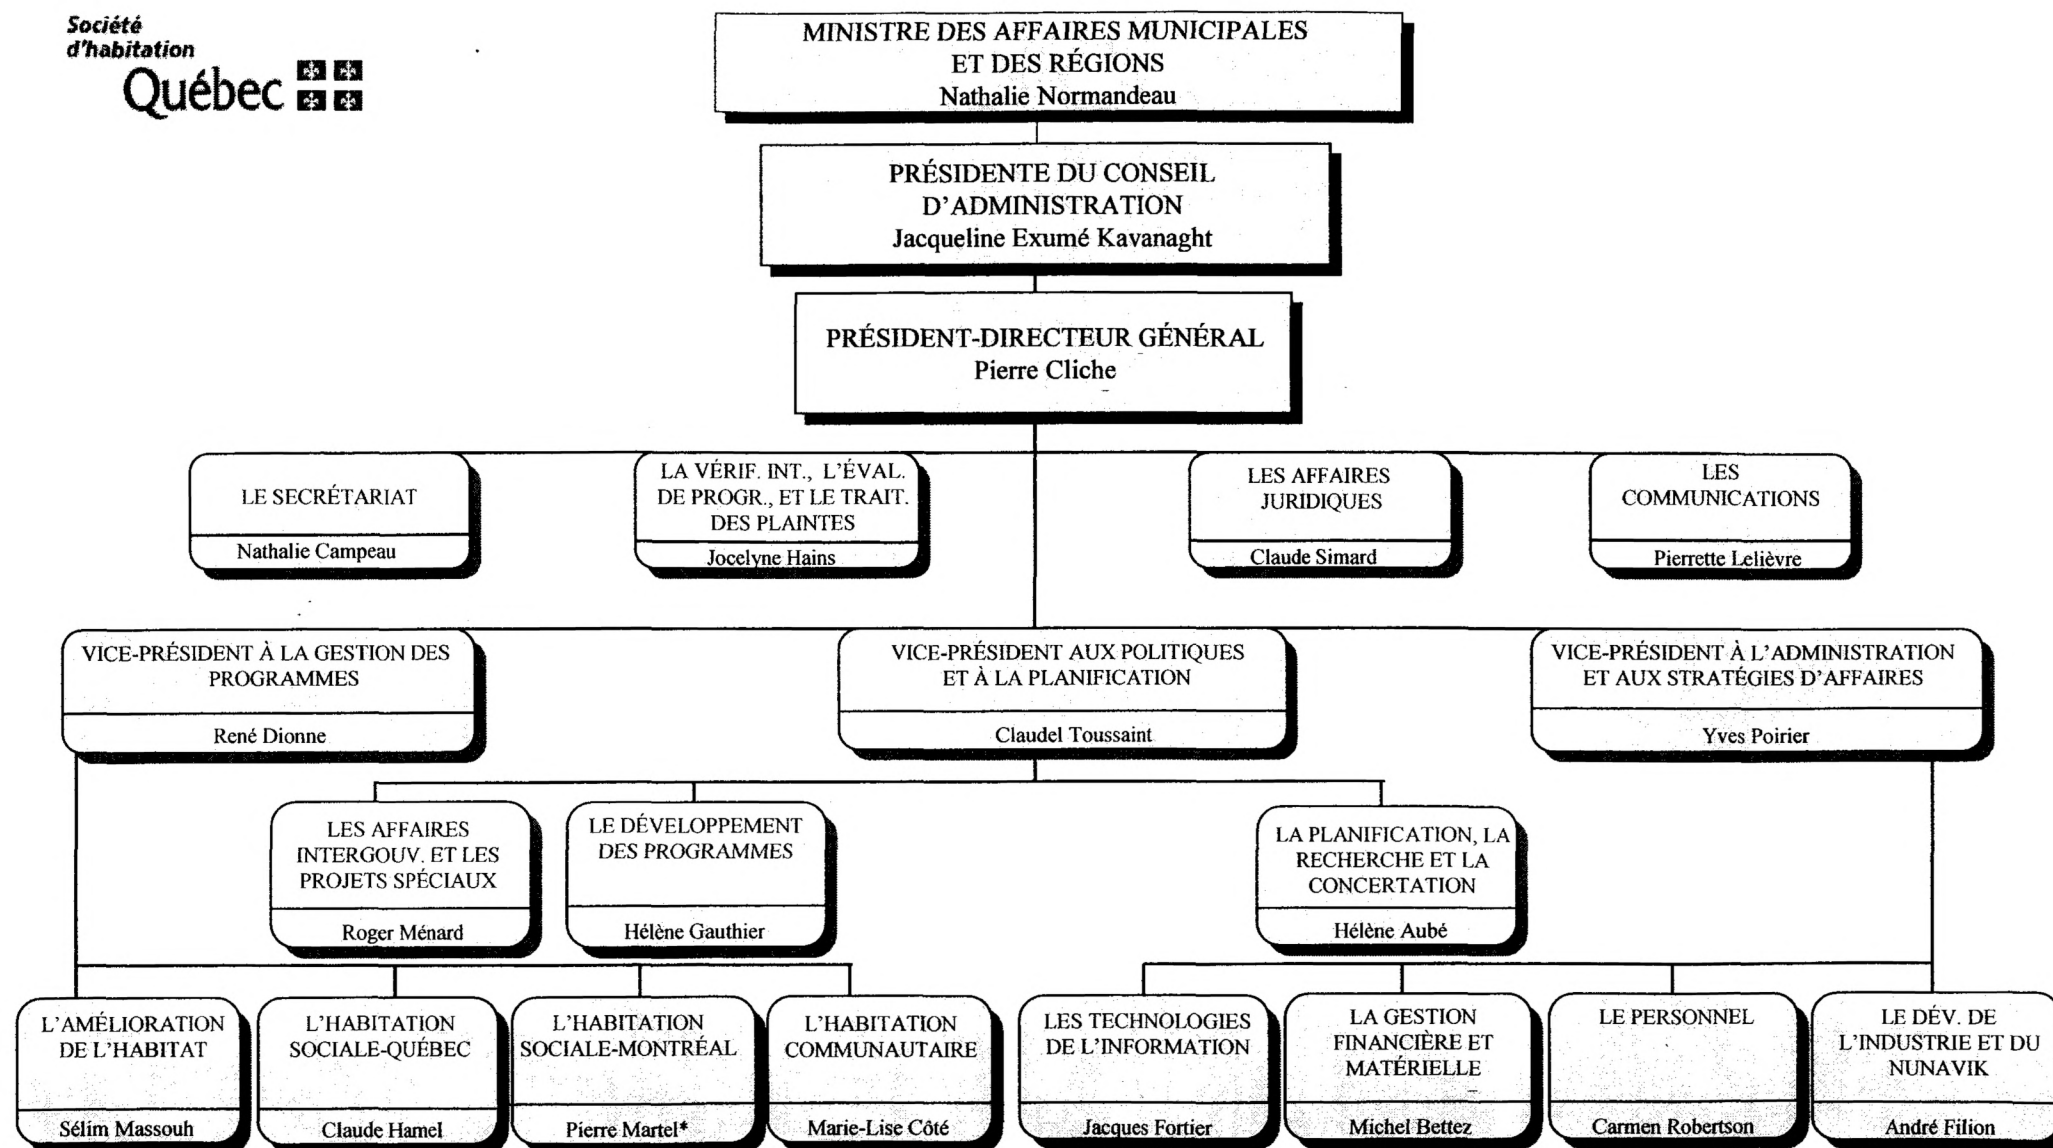 Société
d'habitation
Québec
MINISTRE DES AFFAIRES MUNICIPALES
ET DES RÉGIONS
Nathalie Normandeau
PRÉSIDENTE DU CONSEIL
D'ADMINISTRATION
Jacqueline Exumé Kavanaght
PRÉSIDENT-DIRECTEUR GÉNÉRAL
Pierre Cliche
LE SECRÉTARIAT
Nathalie Campeau
LA VÉRIF. INT., L'ÉVAL.
DE PROGR., ET LE TRAIT.
DES PLAINTES
Jocelyne Hains
LES AFFAIRES
JURIDIQUES
Claude Simard
LES
COMMUNICATIONS
Pierrette Lelièvre
VICE-PRÉSIDENT À LA GESTION DES
PROGRAMMES
René Dionne
VICE-PRÉSIDENT AUX POLITIQUES
ET À LA PLANIFICATION
Claudel Toussaint
VICE-PRÉSIDENT À L'ADMINISTRATION
ET AUX STRATÉGIES D'AFFAIRES
Yves Poirier
LES AFFAIRES
INTERGOUV. ET LES
PROJETS SPÉCIAUX
Roger Ménard
LE DÉVELOPPEMENT
DES PROGRAMMES
Hélène Gauthier
LA PLANIFICATION, LA
RECHERCHE ET LA
CONCERTATION
Hélène Aubé
L'AMÉLIORATION
DE L'HABITAT
Sélim Massouh
L'HABITATION
SOCIALE-QUÉBEC
Claude Hamel
L'HABITATION
SOCIALE-MONTRÉAL
Pierre Martel*
L'HABITATION
COMMUNAUTAIRE
Marie-Lise Côté
LES TECHNOLOGIES
DE L'INFORMATION
Jacques Fortier
LA GESTION
FINANCIÈRE ET
MATÉRIELLE
Michel Bettez
LE PERSONNEL
Carmen Robertson
LE DÉV. DE
L'INDUSTRIE ET DU
NUNAVIK
André Filion